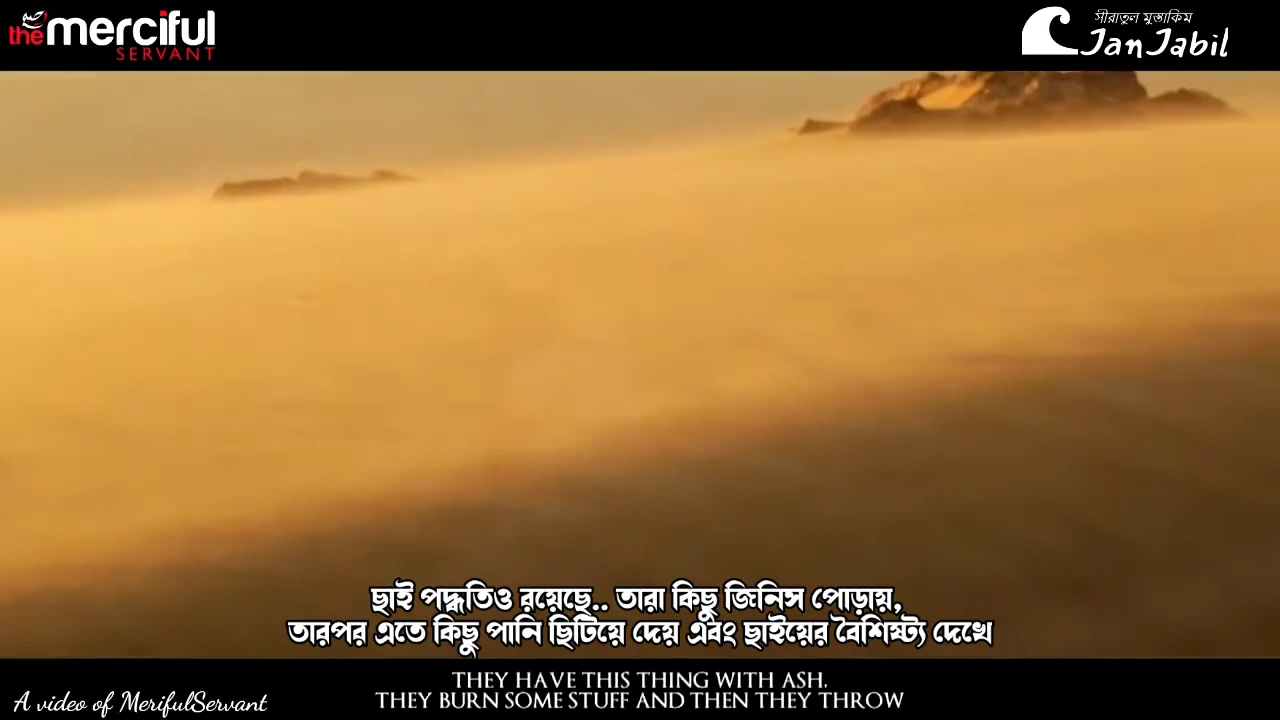 the merciful
SERVANT
সীরাতুল মুস্তাকিম
JanJabil
ছাই পদ্ধতিও রয়েছে.. তারা কিছু জিনিস পোড়ায়,
তারপর এতে কিছু পানি ছিটিয়ে দেয় এবং ছাইয়ের বৈশিষ্ট্য দেখে
THEY HAVE THIS THING WITH ASH.
THEY BURN SOME STUFF AND THEN THEY THROW
A video of MerifulServant